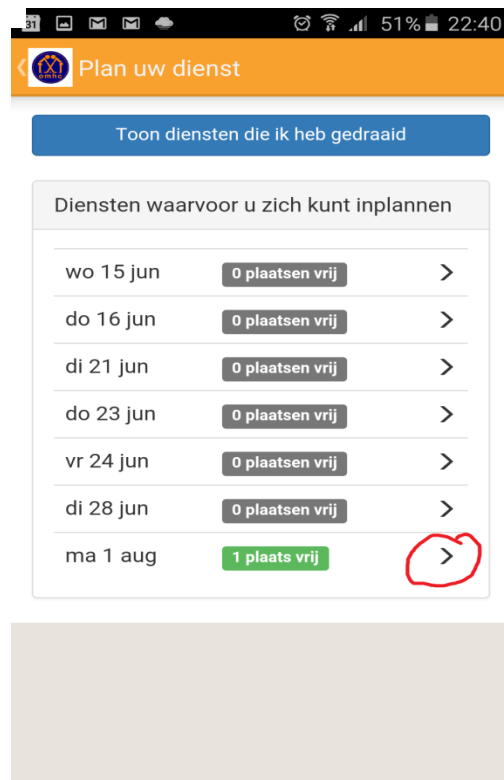 31 51% 22:40
omhc Plan uw dienst
Toon diensten die ik heb gedraaid
Diensten waarvoor u zich kunt inplannen
wo 15 jun 0 plaatsen vrij
do 16 jun 0 plaatsen vrij
di 21 jun 0 plaatsen vrij
do 23 jun 0 plaatsen vrij
vr 24 jun 0 plaatsen vrij
di 28 jun 0 plaatsen vrij
ma 1 aug 1 plaats vrij